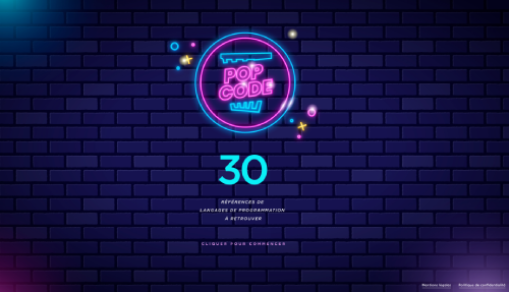 POP
CODE
30
RÉFÉRENCES DE
LANGAGES DE PROGRAMMATION
À RETROUVER
CLIQUEZ POUR COMMENCER
Mentions légales Politique de confidentialité